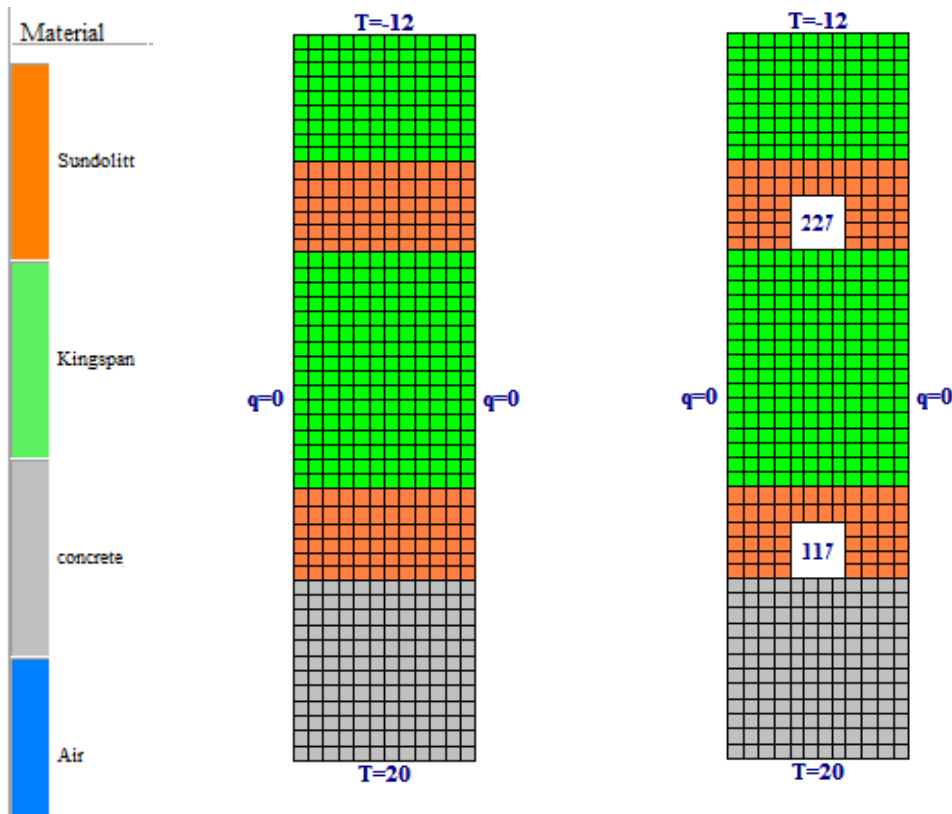 Material
Sundolitt
Kingspan
concrete
Air
T=-12
q=0
q=0
T=20
T=-12
227
q=0
q=0
117
T=20